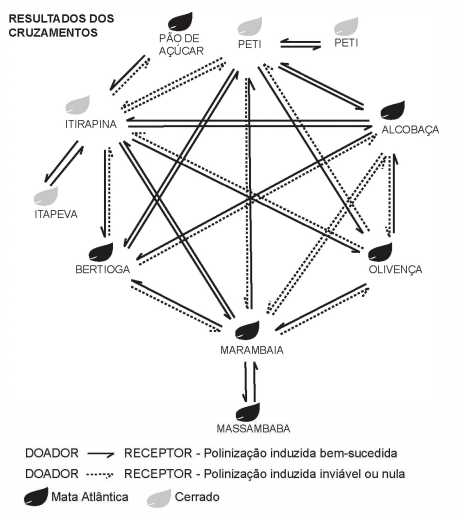 RESULTADOS DOS
CRUZAMENTOS
PÃO DE
AÇÚCAR
PETI
PETI
ITIRAPINA
ALCOBAÇA
ITAPEVA
BERTIOGA
OLIVENÇA
MARAMBAIA
MASSAMBABA
DOADOR RECEPTOR - Polinização induzida bem-sucedida
DOADOR RECEPTOR - Polinização induzida inviável ou nula
Mata Atlântica Cerrado